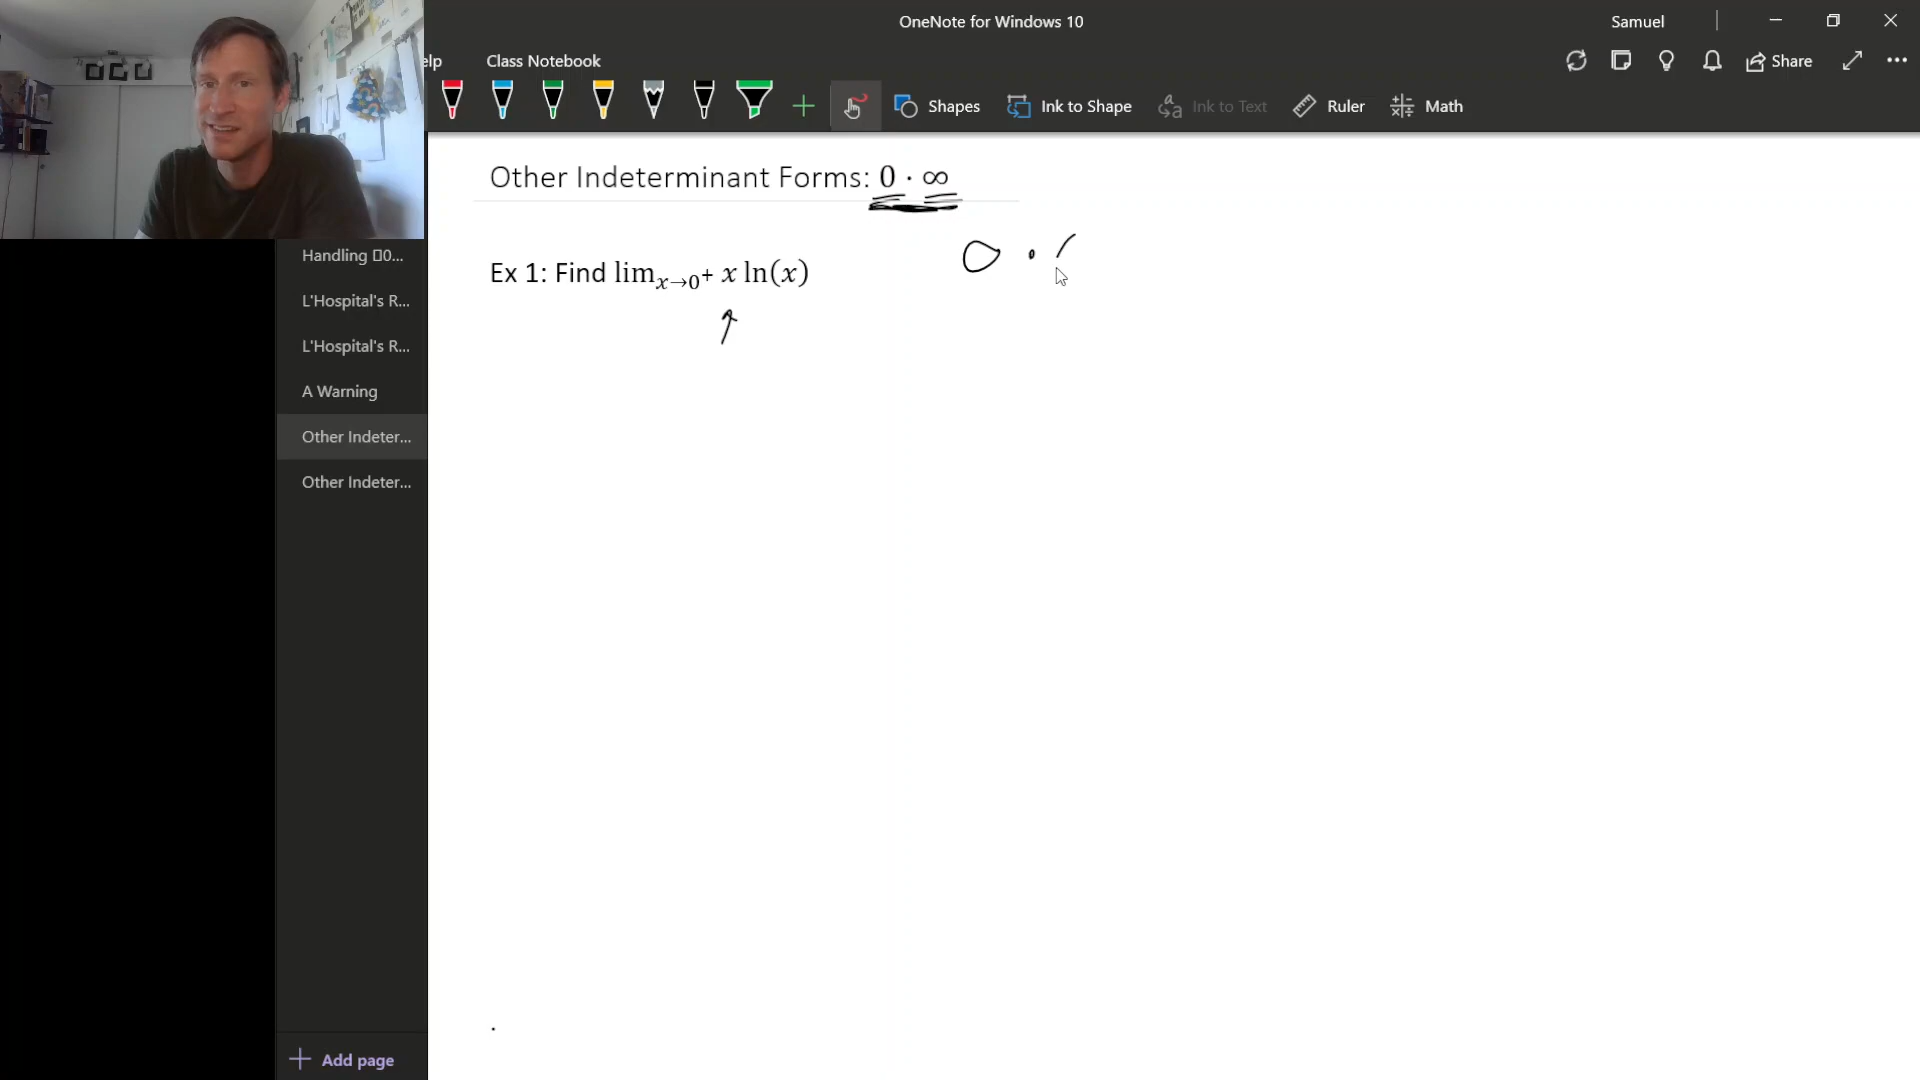 OneNote for Windows 10
Samuel
elp
Class Notebook
Share
Shapes
Ink to Shape
Ink to Text
Ruler
Math
Other Indeterminant Forms: 0 · ∞
0 · (
Ex 1: Find lim x→0+ x ln(x)
Handling □0...
L'Hospital's R...
L'Hospital's R...
A Warning
Other Indeter...
Other Indeter...
Add page